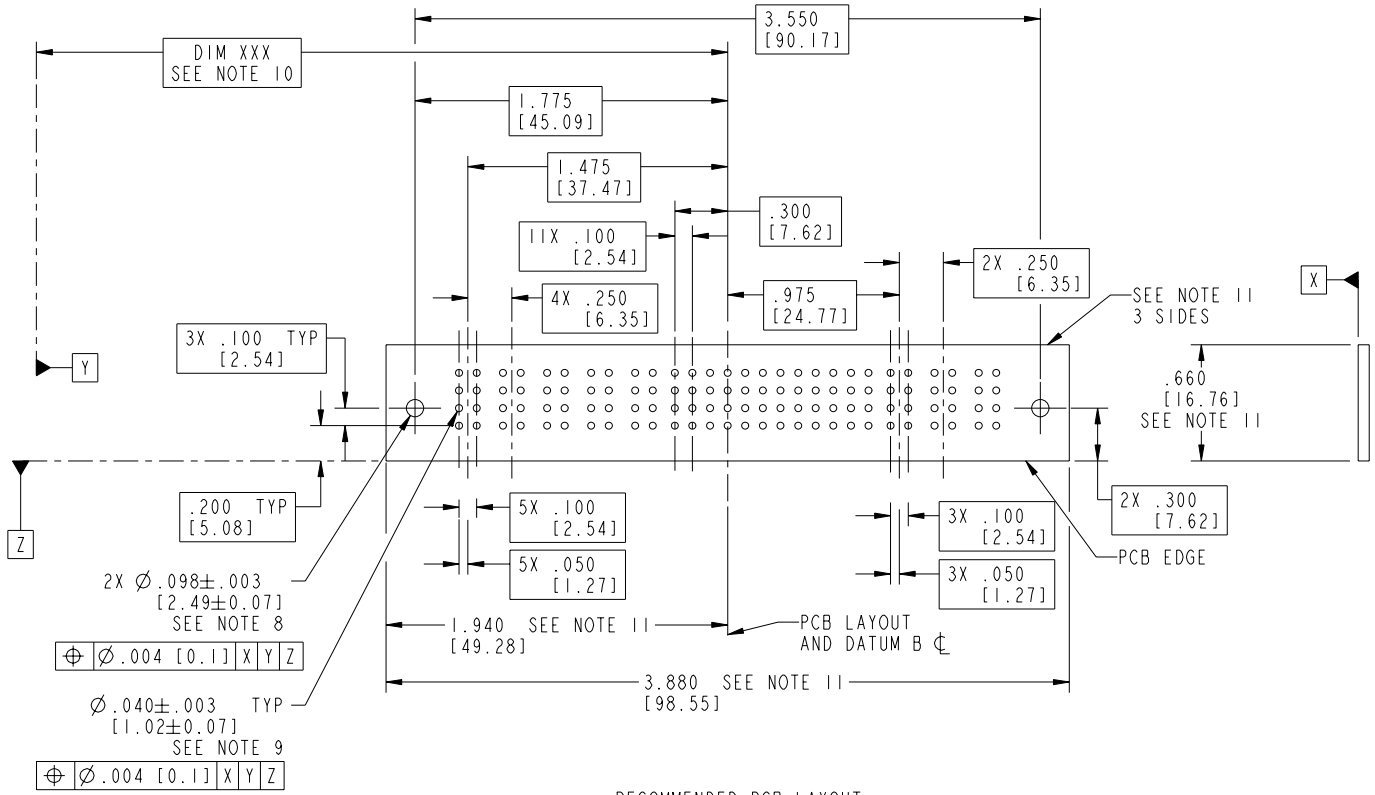 3.550
[90.17]
DIM XXX
SEE NOTE 10
1.775
[45.09]
1.475
[37.47]
.300
[7.62]
11X .100
[2.54]
2X .250
[6.35]
4X .250
[6.35]
.975
[24.77]
X
SEE NOTE 11
3 SIDES
3X .100 TYP
[2.54]
Y
.660
[16.76]
SEE NOTE 11
.200 TYP
[5.08]
5X .100
[2.54]
3X .100
[2.54]
2X .300
[7.62]
Z
5X .050
[1.27]
3X .050
[1.27]
PCB EDGE
2X Ø.098±.003
[2.49±0.07]
SEE NOTE 8
1.940 SEE NOTE 11
[49.28]
PCB LAYOUT
AND DATUM B ℄
⌖ Ø.004 [0.1] X Y Z
3.880 SEE NOTE 11
[98.55]
Ø.040±.003 TYP
[1.02±0.07]
SEE NOTE 9
⌖ Ø.004 [0.1] X Y Z
RECOMMENDED PCB LAYOUT